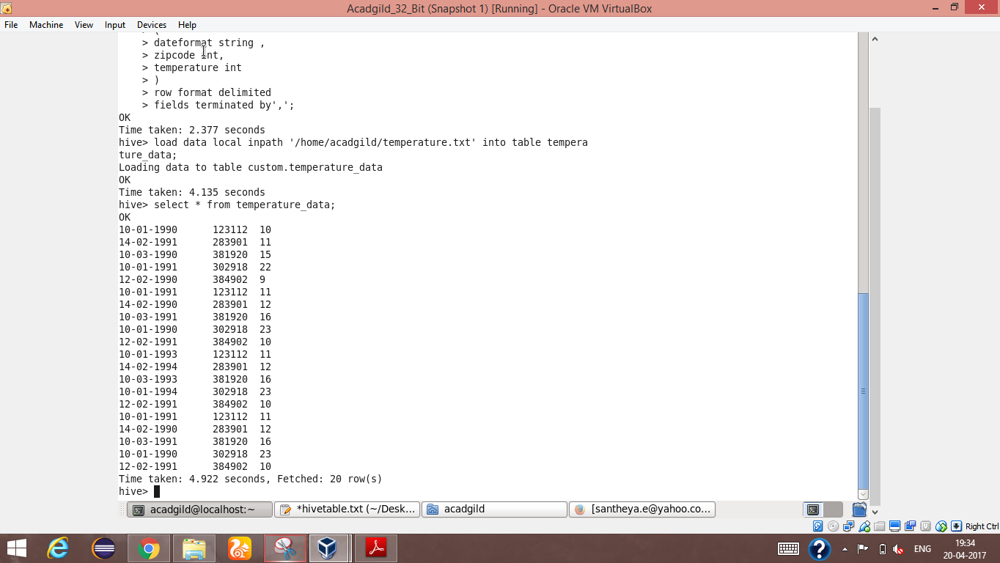 Acadgild_32_Bit (Snapshot 1) [Running] - Oracle VM VirtualBox
File Machine View Input Devices Help
> dateformat string ,
> zipcode int,
> temperature int
> )
> row format delimited
> fields terminated by',';
OK
Time taken: 2.377 seconds
hive> load data local inpath '/home/acadgild/temperature.txt' into table tempera
ture_data;
Loading data to table custom.temperature_data
OK
Time taken: 4.135 seconds
hive> select * from temperature_data;
OK
10-01-1990 123112 10
14-02-1991 283901 11
10-03-1990 381920 15
10-01-1991 302918 22
12-02-1990 384902 9
10-01-1991 123112 11
14-02-1990 283901 12
10-03-1991 381920 16
10-01-1990 302918 23
12-02-1991 384902 10
10-01-1993 123112 11
14-02-1994 283901 12
10-03-1993 381920 16
10-01-1994 302918 23
12-02-1991 384902 10
10-01-1991 123112 11
14-02-1990 283901 12
10-03-1991 381920 16
10-01-1990 302918 23
12-02-1991 384902 10
Time taken: 4.922 seconds, Fetched: 20 row(s)
hive>
acadgild@localhost:~ *hivetable.txt (~/Desk... acadgild [santheya.e@yahoo.co...
Right Ctrl
ENG 19:34
20-04-2017